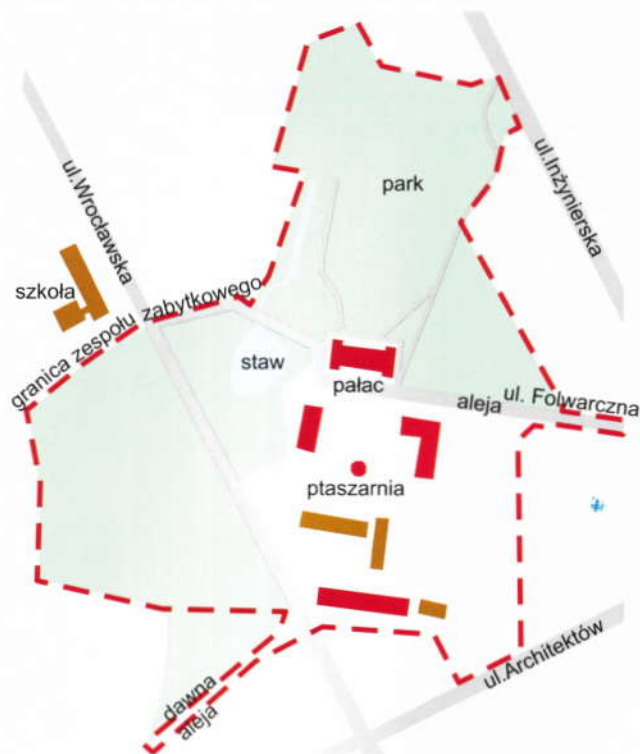 park
ul.Inżynierska
ul.Wrocławska
szkoła
granica zespołu zabytkowego
staw
pałac
aleja
ul. Folwarczna
ptaszarnia
ul.Architektów
dawna
aleja